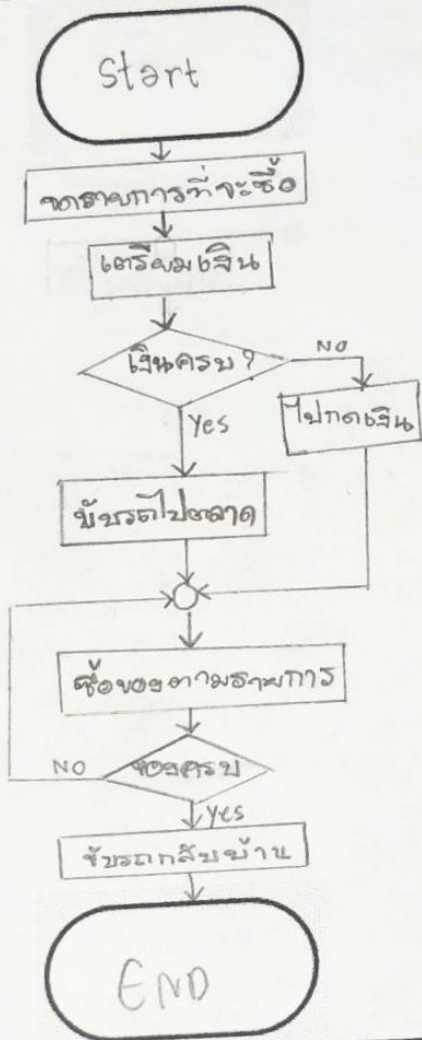 Start
จดรายการที่จะซื้อ
เตรียมเงิน
เงินครบ?
NO
Yes
ไปกดเงิน
ขับรถไปตลาด
ซื้อของตามรายการ
NO
ของครบ
Yes
ขับรถกลับบ้าน
END